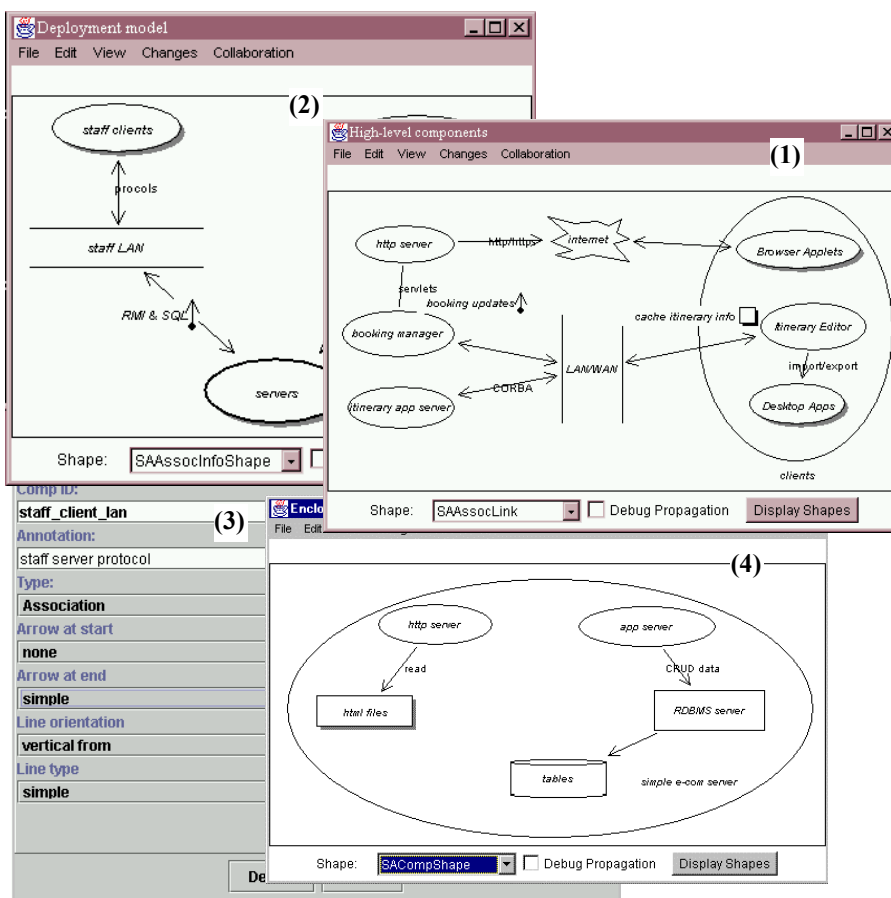 Deployment model
File Edit View Changes Collaboration
(2)
staff clients
procols
staff LAN
RMI & SQL
servers
Shape: SAAssocInfoShape
High-level components
File Edit View Changes Collaboration
(1)
http server
http/https
internet
Browser Applets
servlets
booking updates
cache itinerary info
booking manager
Itinerary Editor
LAN/WAN
import/export
CORBA
itinerary app server
Desktop Apps
clients
Shape: SAAssocLink Debug Propagation Display Shapes
Comp ID:
staff_client_lan
(3)
Annotation:
staff server protocol
Type:
Association
Arrow at start
none
Arrow at end
simple
Line orientation
vertical from
Line type
simple
De
Enclo
File Edit
(4)
http server
app server
read
CRUD data
html files
RDBMS server
tables
simple e-com server
Shape: SACompShape Debug Propagation Display Shapes